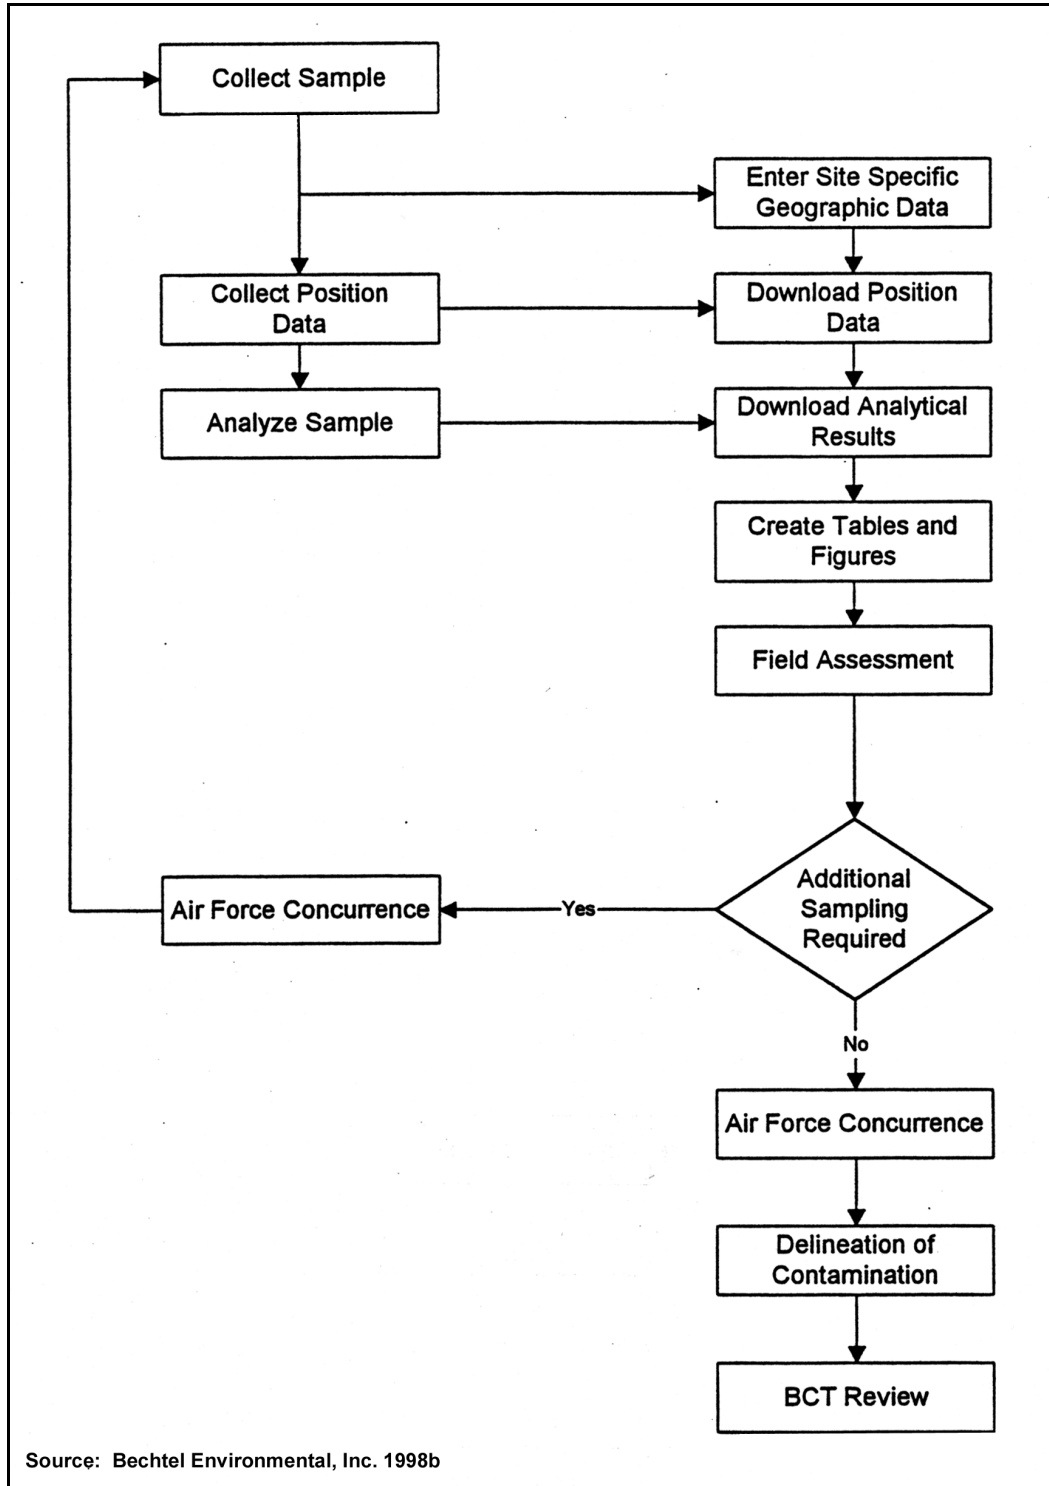 Collect Sample
Enter Site Specific
Geographic Data
Collect Position
Data
Download Position
Data
Analyze Sample
Download Analytical
Results
Create Tables and
Figures
Field Assessment
Additional
Sampling
Required
Air Force Concurrence
Yes
No
Air Force Concurrence
Delineation of
Contamination
BCT Review
Source: Bechtel Environmental, Inc. 1998b